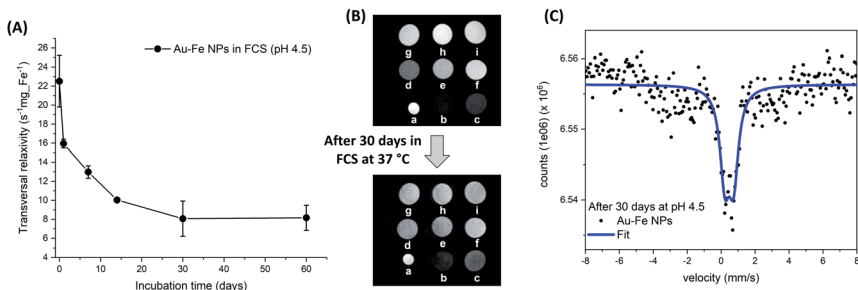 (A)
Au-Fe NPs in FCS (pH 4.5)
Transversal relaxivity (s⁻¹mg_Fe⁻¹)
26
24
22
20
18
16
14
12
10
8
6
4
2
0
0 10 20 30 40 50 60
Incubation time (days)
(B)
g h i
d e f
a b c
After 30 days in
FCS at 37 °C
g h i
d e f
a b c
(C)
counts (1e06) (x 10⁶)
6.56
6.55
6.54
After 30 days at pH 4.5
Au-Fe NPs
Fit
-8 -6 -4 -2 0 2 4 6 8
velocity (mm/s)